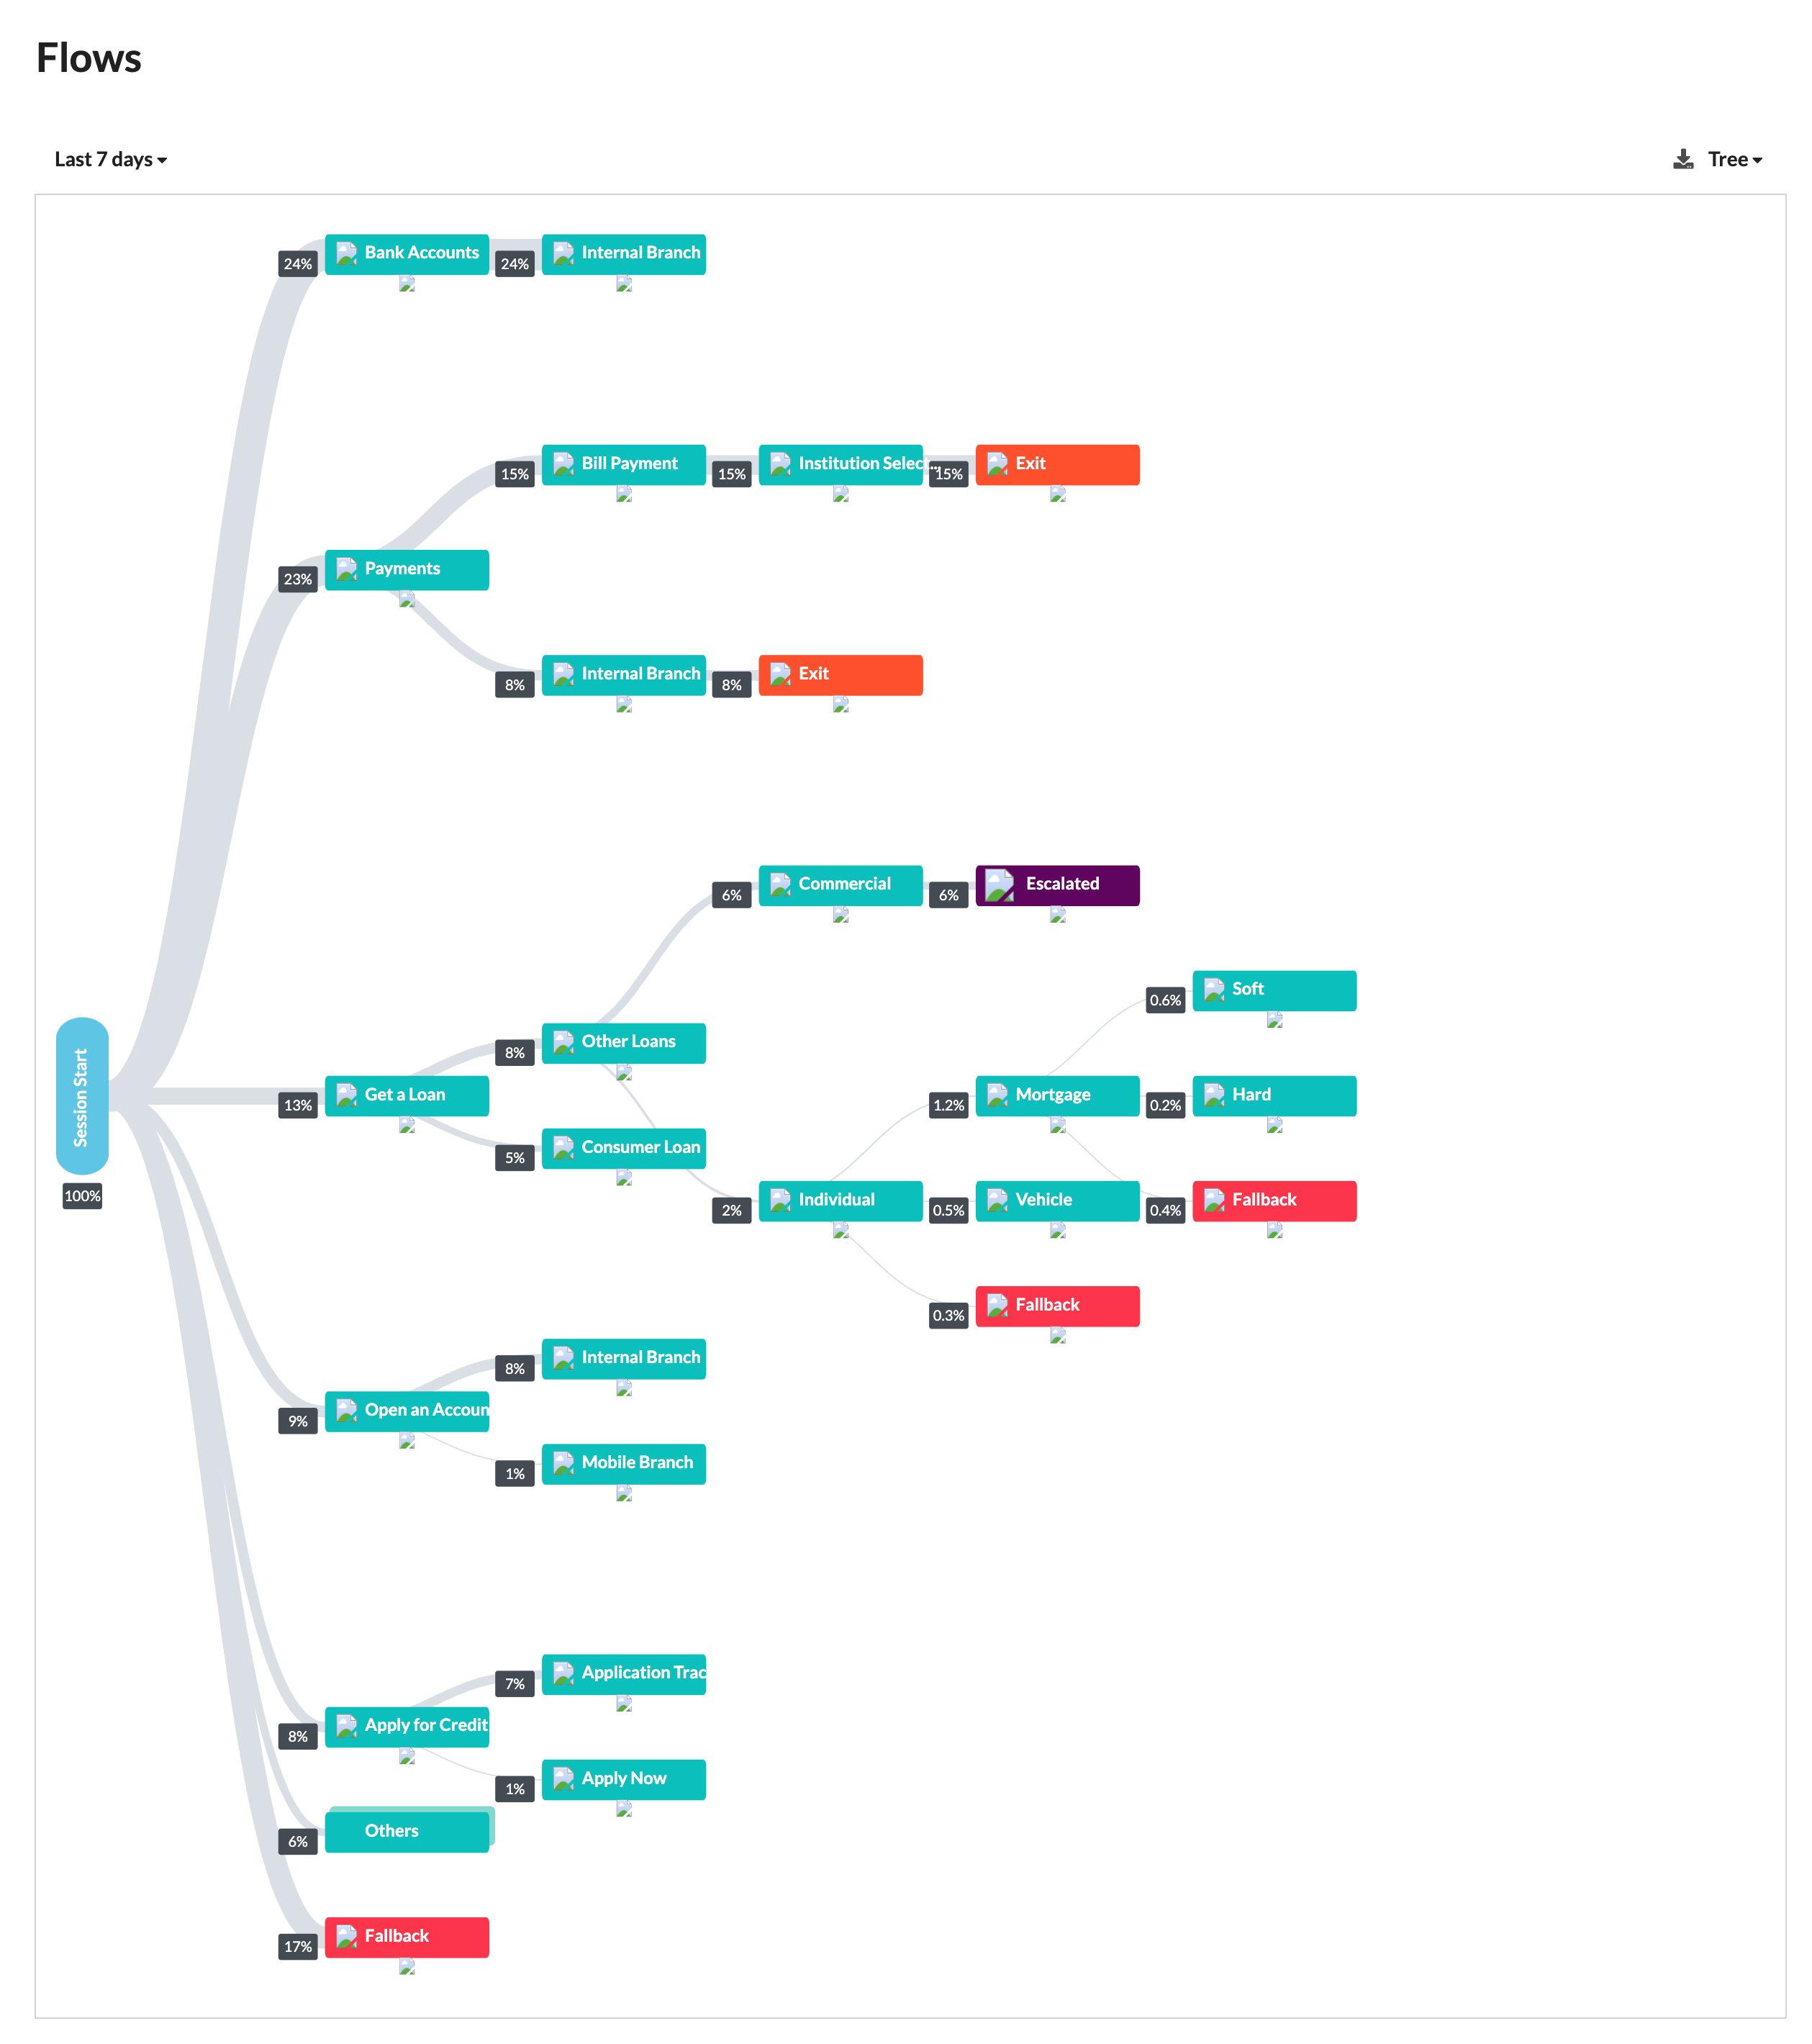 Flows
Last 7 days
Tree
24%
Bank Accounts
24%
Internal Branch
15%
Bill Payment
15%
Institution Select...
15%
Exit
23%
Payments
8%
Internal Branch
8%
Exit
6%
Commercial
6%
Escalated
0.6%
Soft
8%
Other Loans
Session Start
100%
13%
Get a Loan
1.2%
Mortgage
0.2%
Hard
5%
Consumer Loan
2%
Individual
0.5%
Vehicle
0.4%
Fallback
0.3%
Fallback
8%
Internal Branch
9%
Open an Accoun
1%
Mobile Branch
7%
Application Trac
8%
Apply for Credit
1%
Apply Now
6%
Others
17%
Fallback